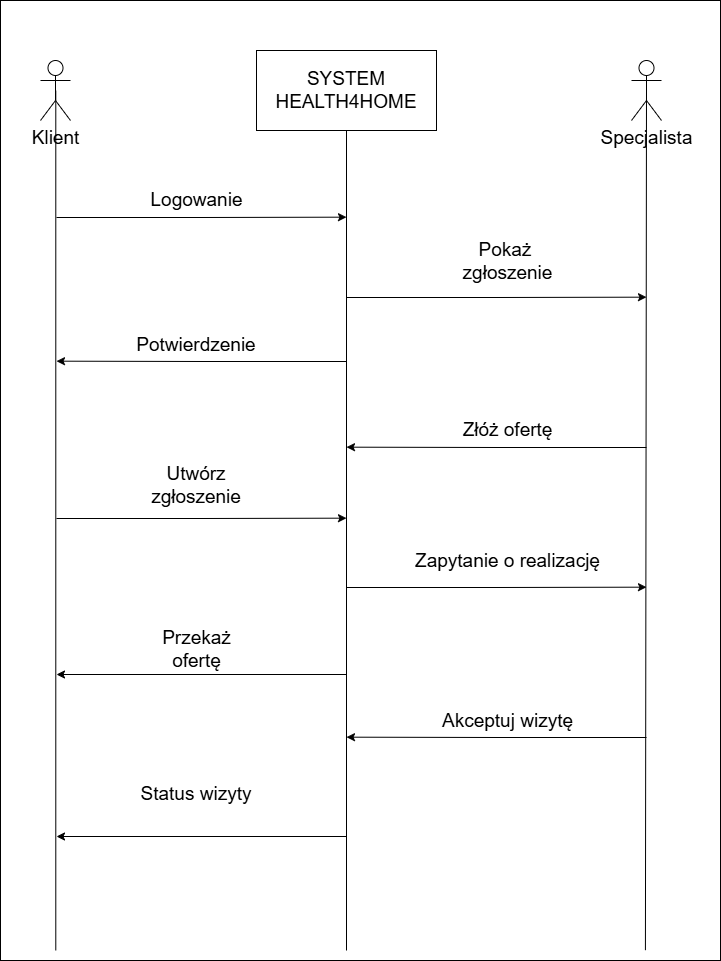 SYSTEM
HEALTH4HOME
Klient
Specjalista
Logowanie
Pokaż
zgłoszenie
Potwierdzenie
Złóż ofertę
Utwórz
zgłoszenie
Zapytanie o realizację
Przekaż
ofertę
Akceptuj wizytę
Status wizyty